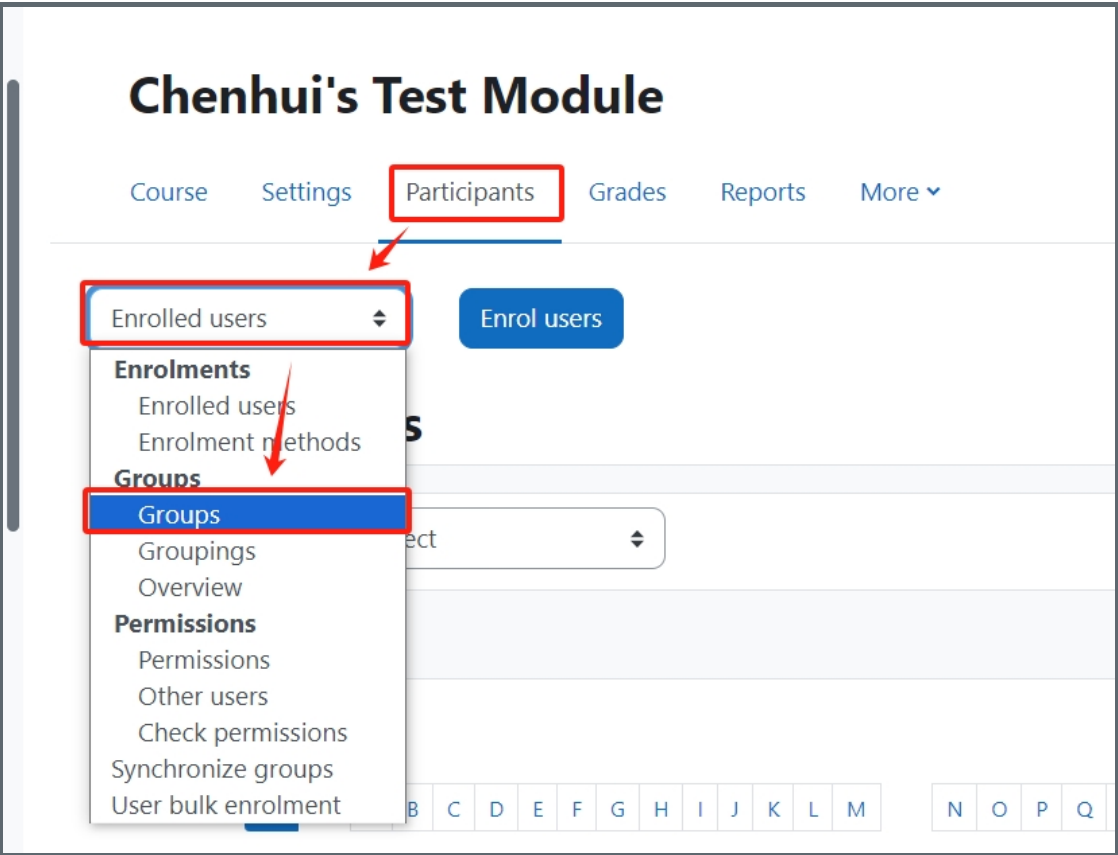 Chenhui's Test Module
Course Settings Participants Grades Reports More
Enrolled users Enrol users
Enrolments
Enrolled users
Enrolment methods
Groups
Groups
Groupings
Overview
Permissions
Permissions
Other users
Check permissions
Synchronize groups
User bulk enrolment
B C D E F G H I J K L M N O P Q